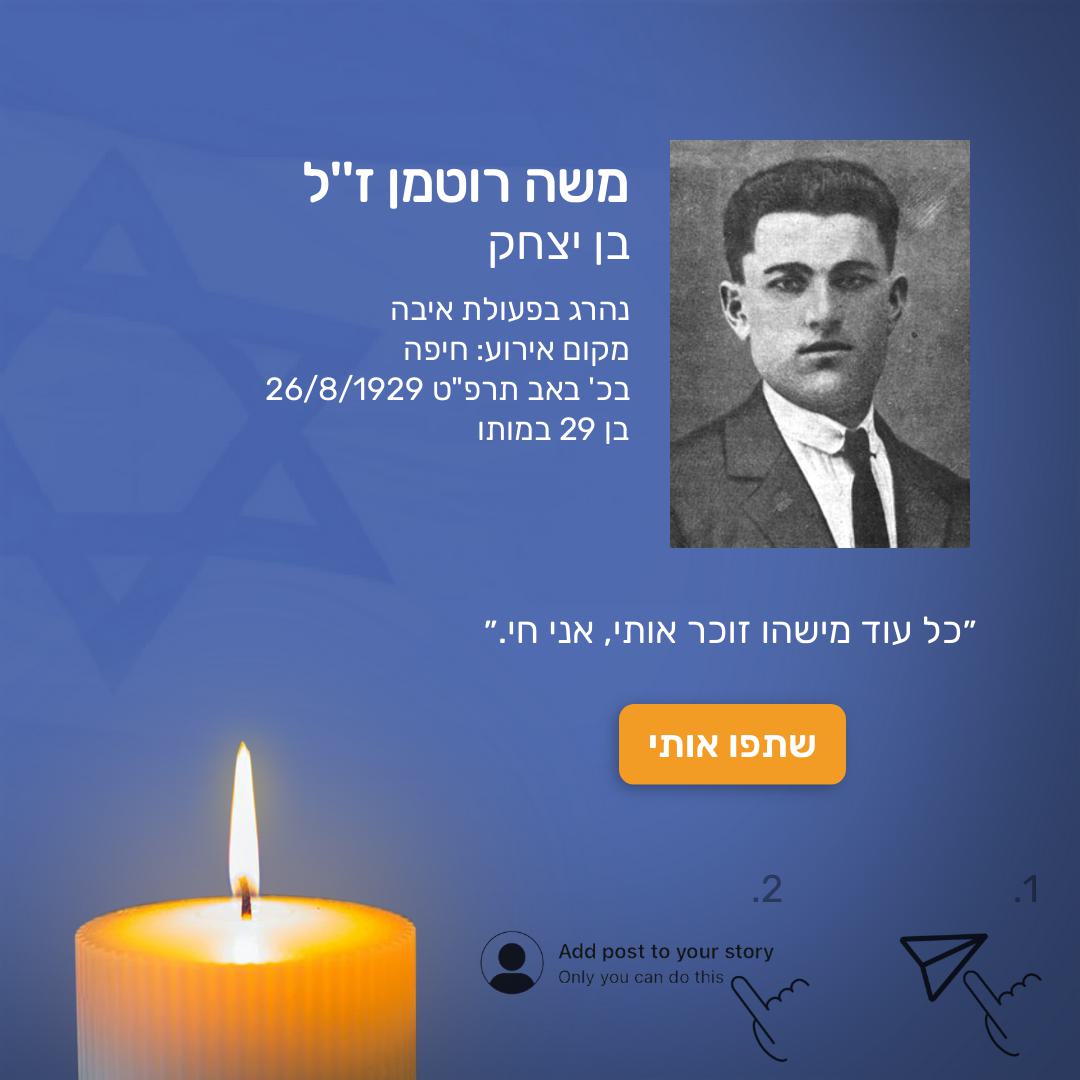 משה רוטמן ז"ל
בן יצחק
נהרג בפעולת איבה
מקום אירוע: חיפה
בכ' באב תרפ"ט 26/8/1929
בן 29 במותו
״כל עוד מישהו זוכר אותי, אני חי.״
שתפו אותי
.1
.2
Add post to your story
Only you can do this